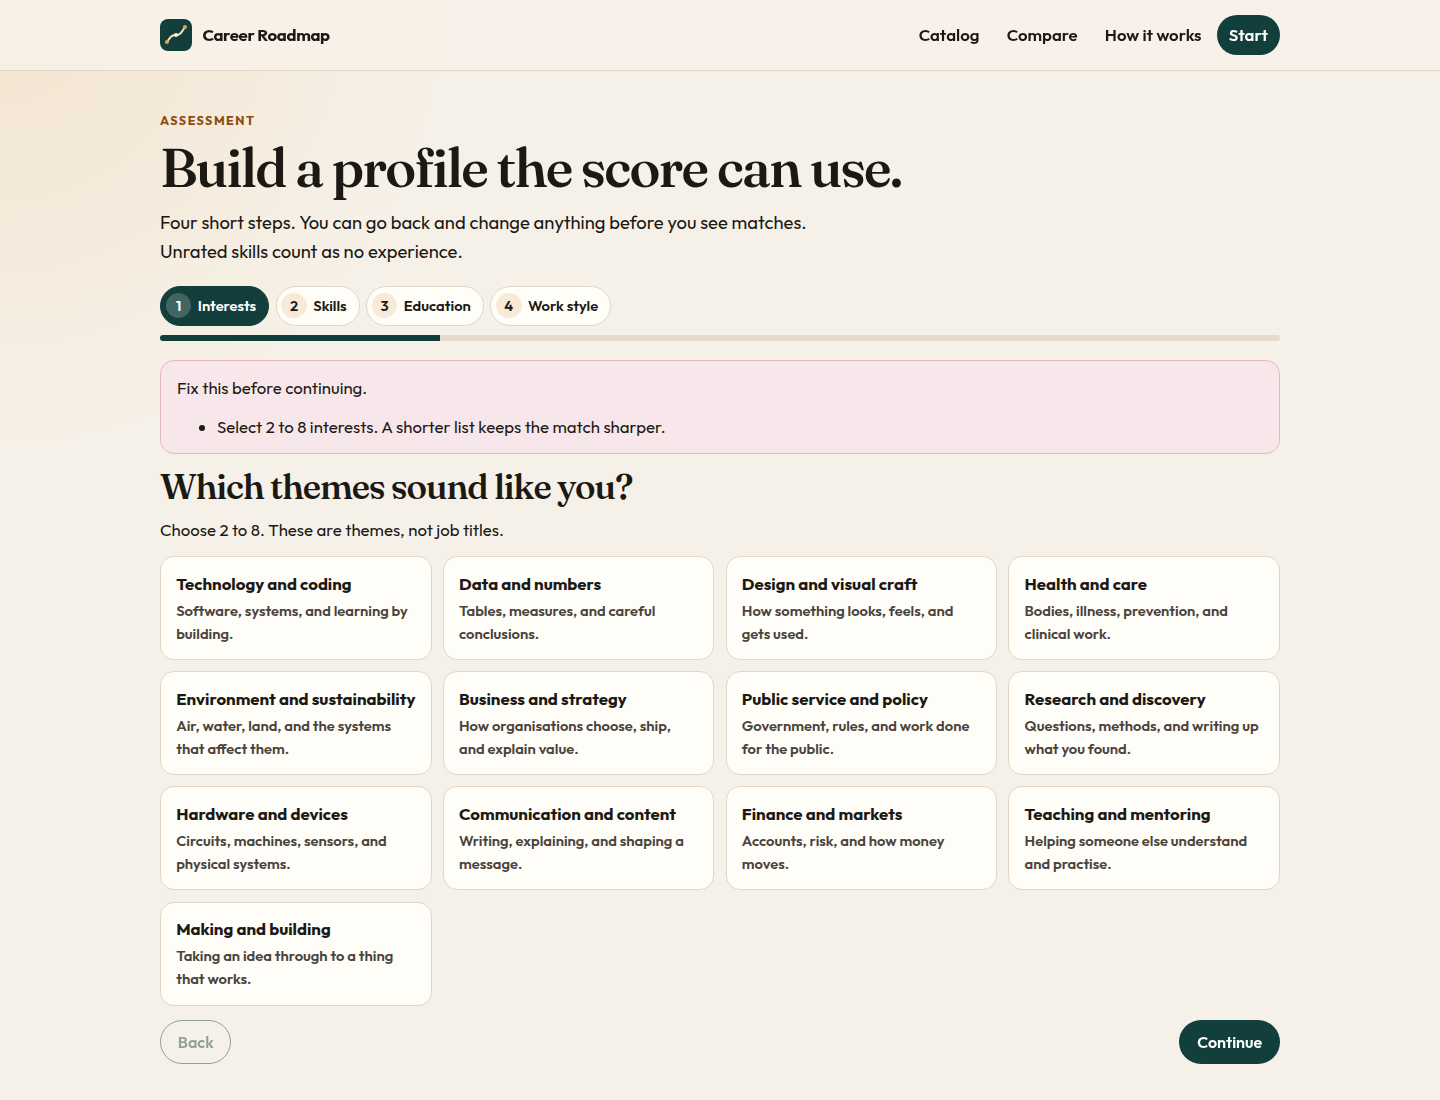 Career Roadmap
Catalog
Compare
How it works
Start
ASSESSMENT
Build a profile the score can use.
Four short steps. You can go back and change anything before you see matches.
Unrated skills count as no experience.
1 Interests
2 Skills
3 Education
4 Work style
Fix this before continuing.
• Select 2 to 8 interests. A shorter list keeps the match sharper.
Which themes sound like you?
Choose 2 to 8. These are themes, not job titles.
Technology and coding
Software, systems, and learning by
building.
Data and numbers
Tables, measures, and careful
conclusions.
Design and visual craft
How something looks, feels, and
gets used.
Health and care
Bodies, illness, prevention, and
clinical work.
Environment and sustainability
Air, water, land, and the systems
that affect them.
Business and strategy
How organisations choose, ship,
and explain value.
Public service and policy
Government, rules, and work done
for the public.
Research and discovery
Questions, methods, and writing up
what you found.
Hardware and devices
Circuits, machines, sensors, and
physical systems.
Communication and content
Writing, explaining, and shaping a
message.
Finance and markets
Accounts, risk, and how money
moves.
Teaching and mentoring
Helping someone else understand
and practise.
Making and building
Taking an idea through to a thing
that works.
Back
Continue